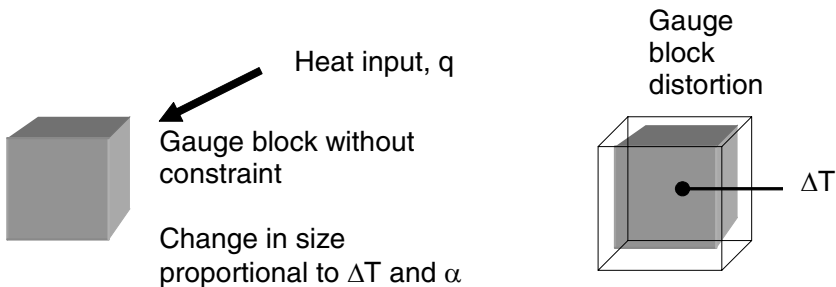 Heat input, q
Gauge block without
constraint
Change in size
proportional to ΔT and α
Gauge
block
distortion
ΔT